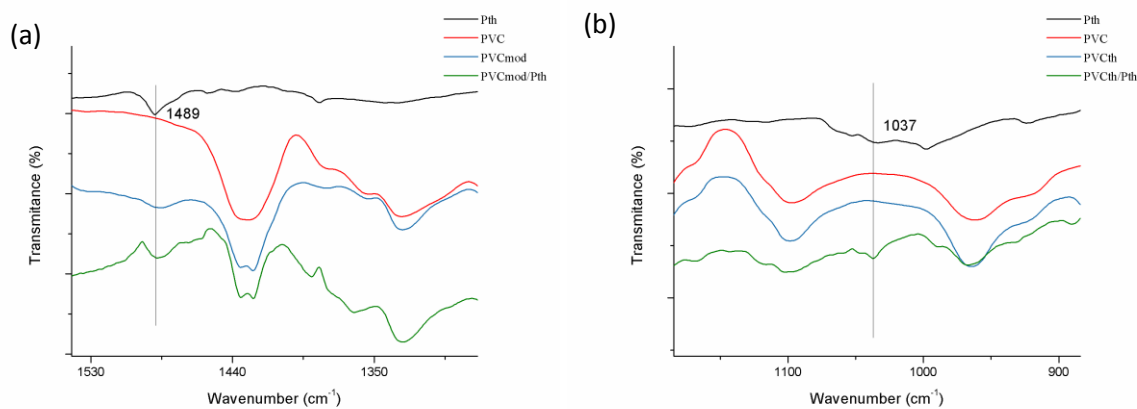 (a)
Pth
PVC
PVCmod
PVCmod/Pth
1489
Transmitance (%)
1530
1440
1350
Wavenumber (cm-1)
(b)
Pth
PVC
PVCth
PVCth/Pth
1037
Transmitance (%)
1100
1000
900
Wavenumber (cm-1)